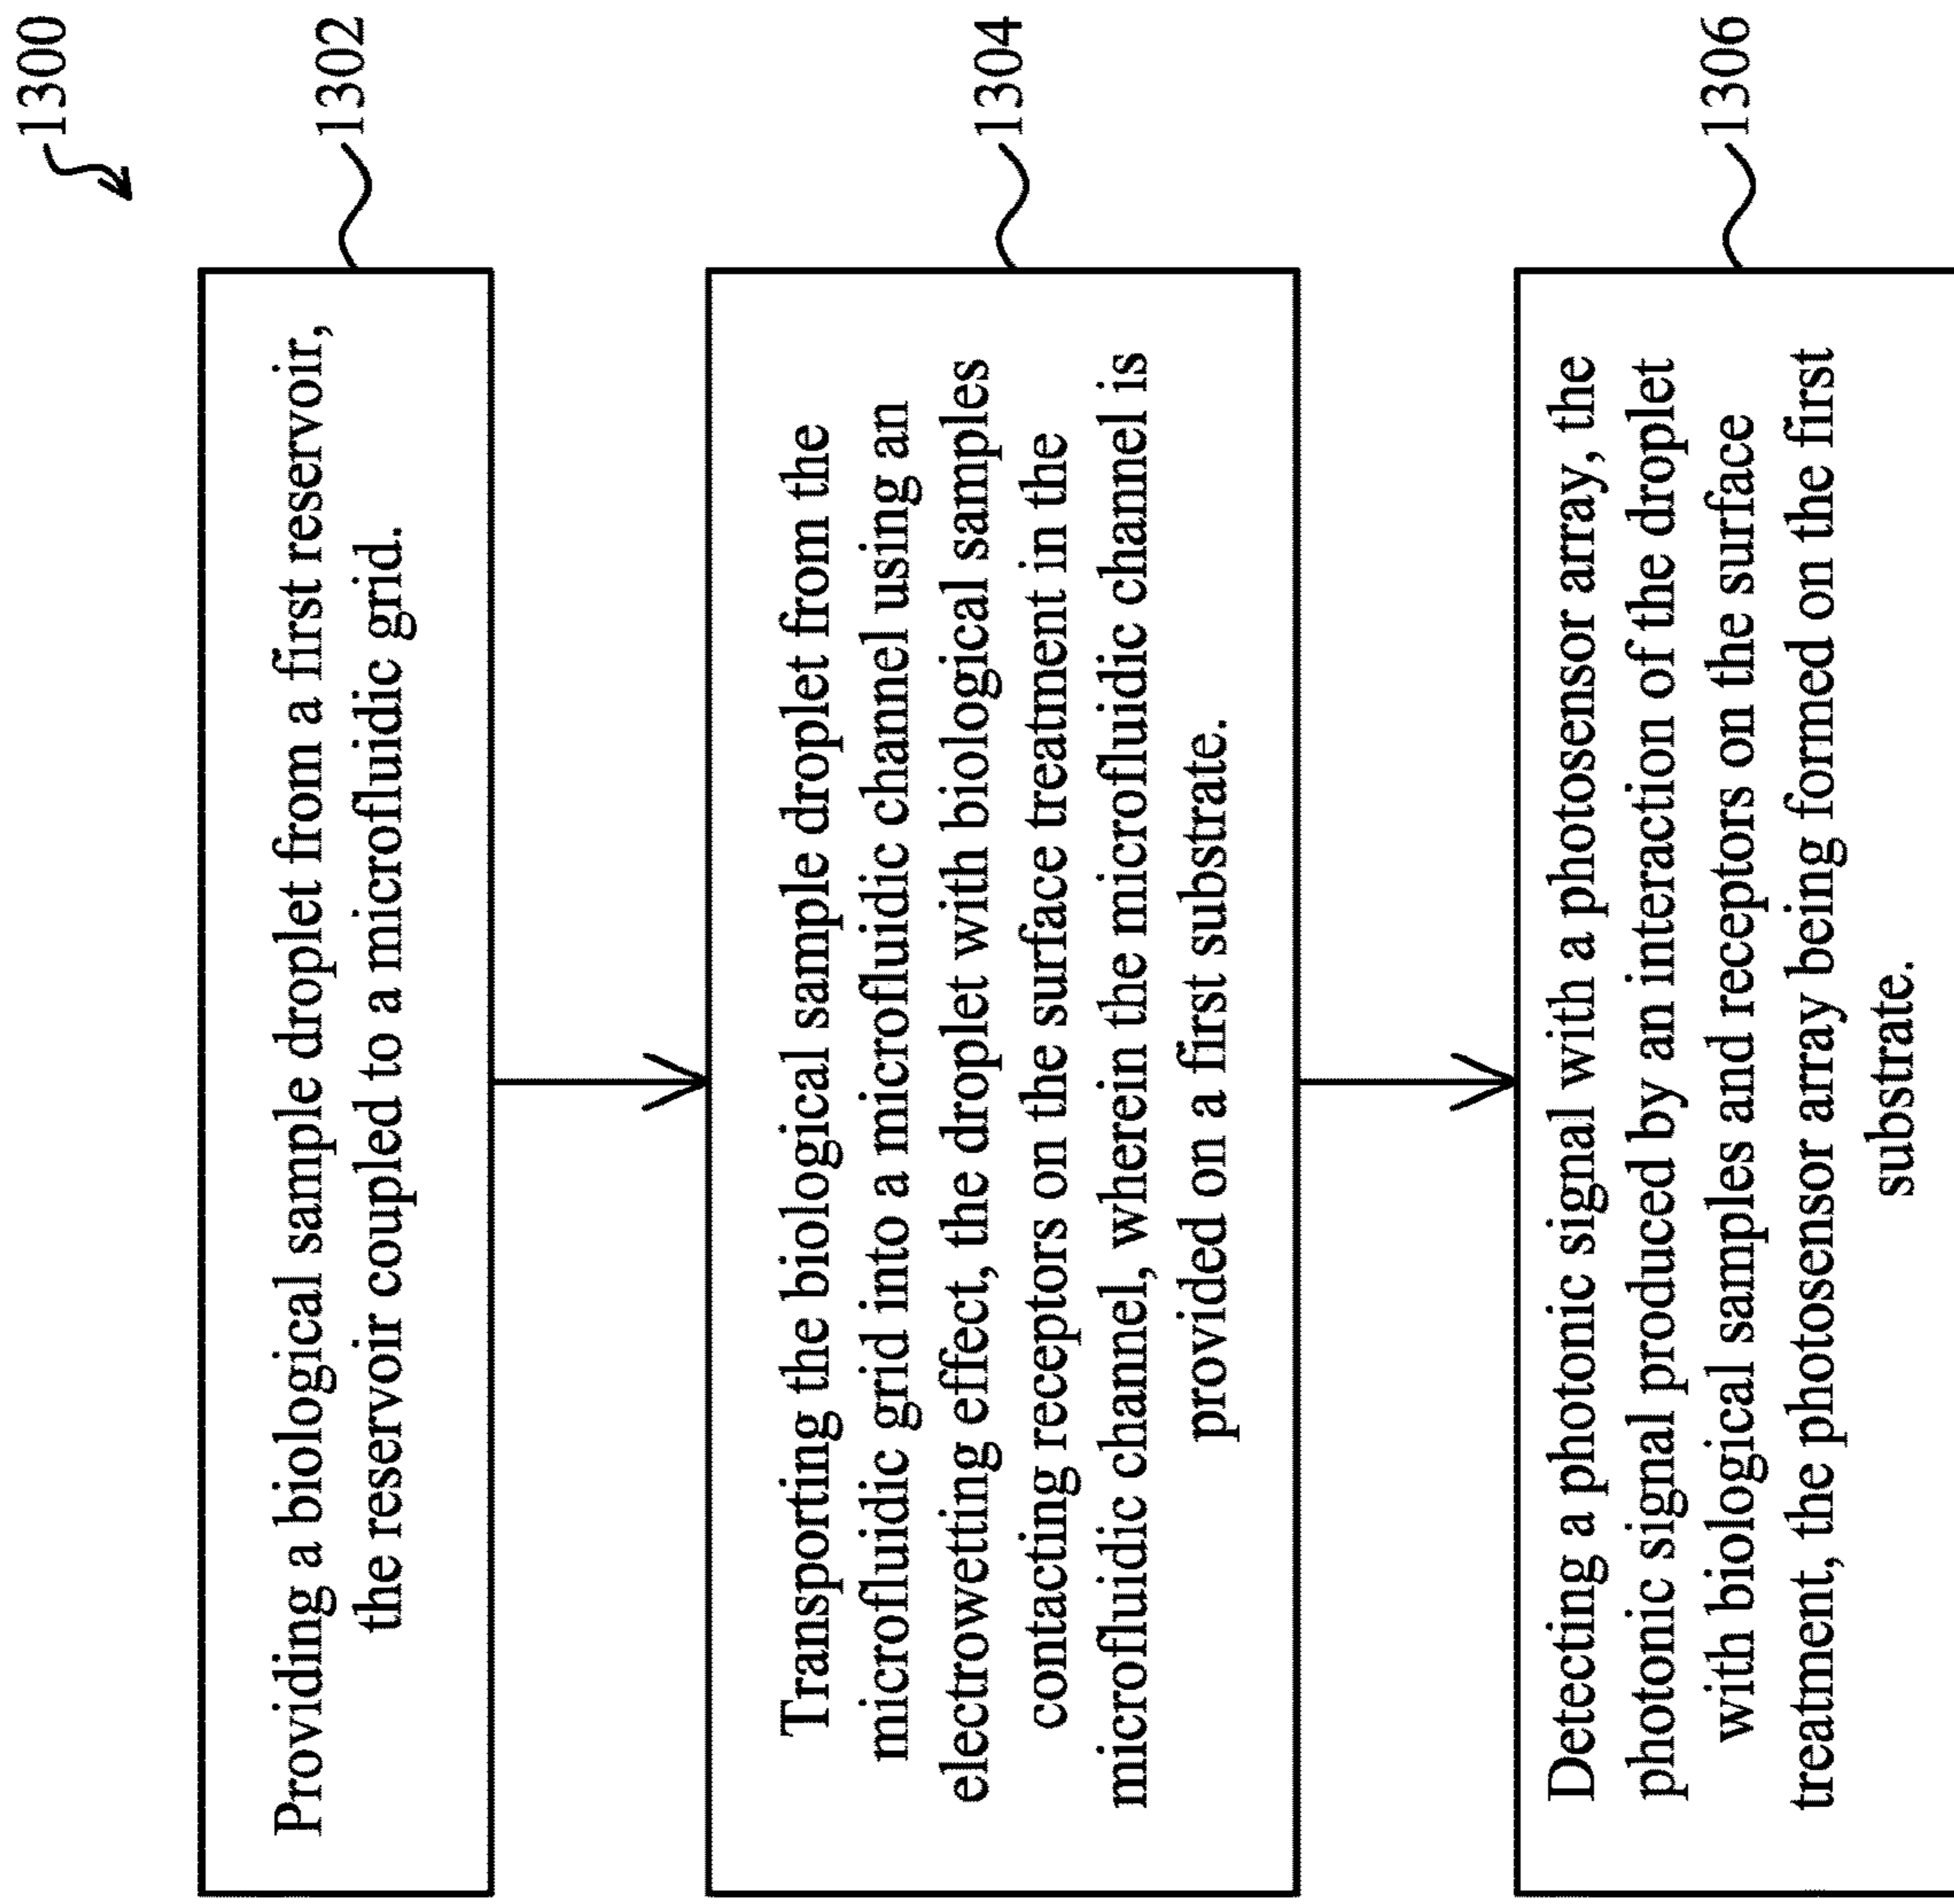 1300
Providing a biological sample droplet from a first reservoir,
the reservoir coupled to a microfluidic grid.
1302
Transporting the biological sample droplet from the
microfluidic grid into a microfluidic channel using an
electrowetting effect, the droplet with biological samples
contacting receptors on the surface treatment in the
microfluidic channel, wherein the microfluidic channel is
provided on a first substrate.
1304
Detecting a photonic signal with a photosensor array, the
photonic signal produced by an interaction of the droplet
with biological samples and receptors on the surface
treatment, the photosensor array being formed on the first
substrate.
1306